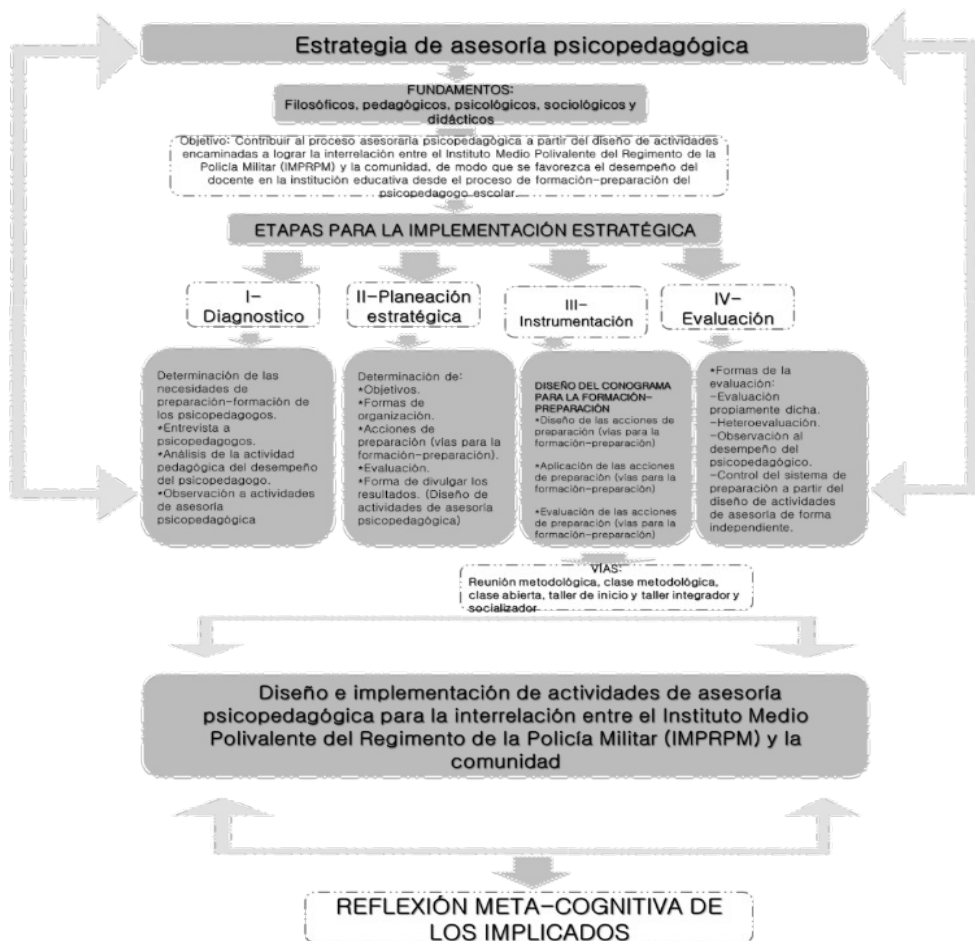 Estrategia de asesoría psicopedagógica
FUNDAMENTOS:
Filosóficos, pedagógicos, psicológicos, sociológicos y
didácticos
Objetivo: Contribuir al proceso asesoraría psicopedagógica a partir del diseño de actividades
encaminadas a lograr la interrelación entre el Instituto Medio Polivalente del Regimento de la
Policía Militar (IMPRPM) y la comunidad, de modo que se favorezca el desempeño del
docente en la institución educativa desde el proceso de formación-preparación del
psicopedagogo escolar.
ETAPAS PARA LA IMPLEMENTACIÓN ESTRATÉGICA
I-
Diagnostico
II-Planeación
estratégica
III-
Instrumentación
IV-
Evaluación
Determinación de las
necesidades de
preparación-formación de
los psicopedagogos.
*Entrevista a
psicopedagogos.
*Análisis de la actividad
pedagógica del desempeño
del psicopedagogo.
*Observación a actividades
de asesoría
psicopedagógica
Determinación de:
*Objetivos.
*Formas de
organización.
*Acciones de
preparación (vías para la
formación-preparación).
*Evaluación.
*Forma de divulgar los
resultados. (Diseño de
actividades de asesoría
psicopedagógica)
DISEÑO DEL CONOGRAMA
PARA LA FORMACIÓN-
PREPARACIÓN
*Diseño de las acciones de
preparación (vías para la
formación-preparación)
*Aplicación de las acciones
de preparación (vías para la
formación-preparación)
*Evaluación de las acciones
de preparación (vías para la
formación-preparación)
*Formas de la
evaluación:
-Evaluación
propiamente dicha.
-Heteroevaluación.
-Observación al
desempeño del
psicopedagógico.
-Control del sistema de
preparación a partir del
diseño de actividades
de asesoría de forma
independiente.
VÍAS:
Reunión metodológica, clase metodológica,
clase abierta, taller de inicio y taller integrador y
socializador
Diseño e implementación de actividades de asesoría
psicopedagógica para la interrelación entre el Instituto Medio
Polivalente del Regimento de la Policía Militar (IMPRPM) y la
comunidad
REFLEXIÓN META-COGNITIVA DE
LOS IMPLICADOS